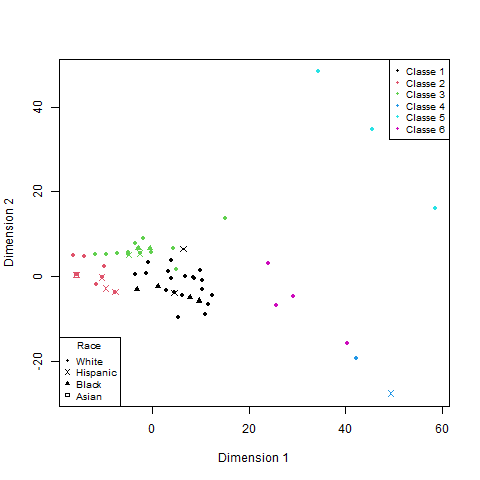 Classe 1
Classe 2
Classe 3
Classe 4
Classe 5
Classe 6
Dimension 2
40
20
0
-20
Race
White
Hispanic
Black
Asian
0
20
40
60
Dimension 1